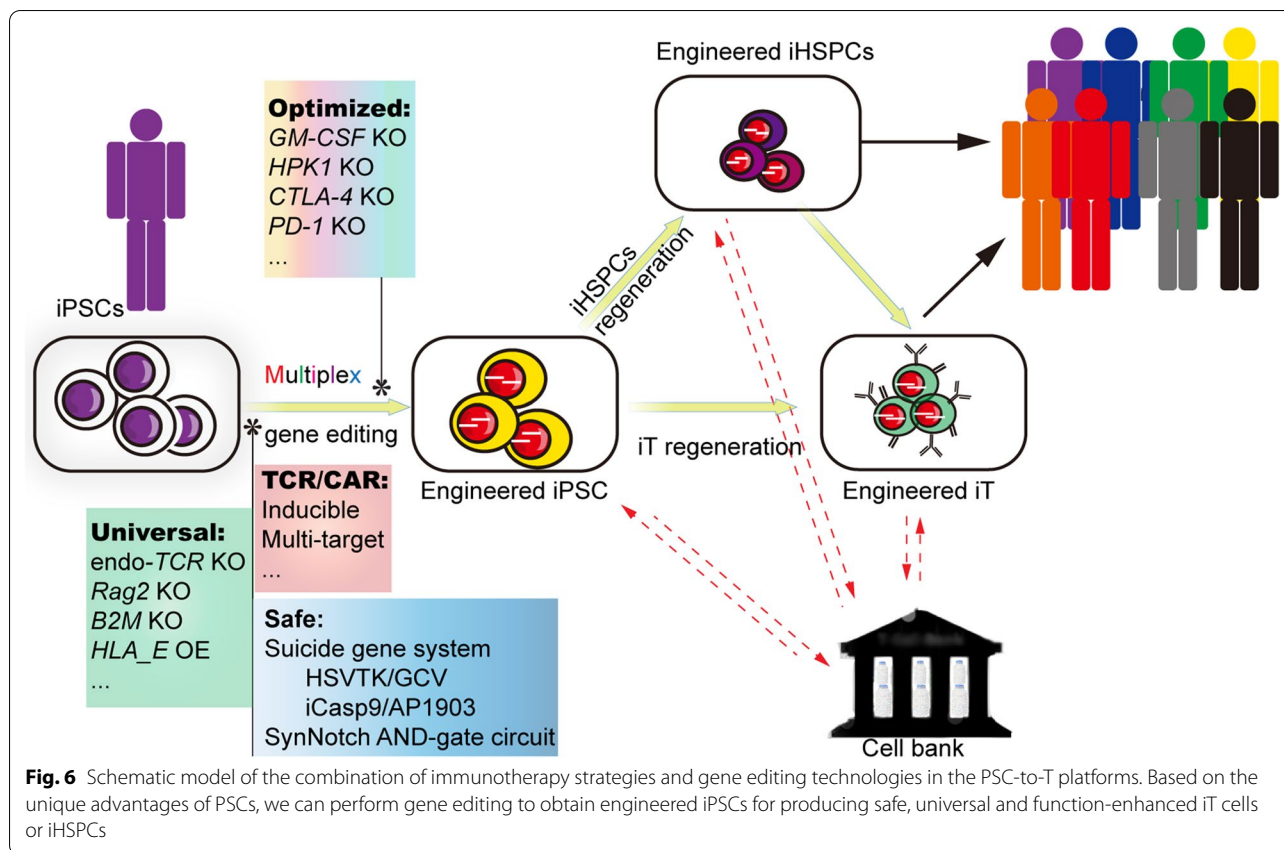 Engineered iHSPCs
Optimized:
GM-CSF KO
HPK1 KO
CTLA-4 KO
PD-1 KO
...
iPSCs
iHSPCs
regeneration
Multiplex
*
*
gene editing
iT regeneration
Engineered iPSC
Engineered iT
TCR/CAR:
Inducible
Multi-target
...
Universal:
endo-TCR KO
Rag2 KO
B2M KO
HLA_E OE
...
Safe:
Suicide gene system
HSVTK/GCV
iCasp9/AP1903
SynNotch AND-gate circuit
Cell bank
Fig. 6 Schematic model of the combination of immunotherapy strategies and gene editing technologies in the PSC-to-T platforms. Based on the
unique advantages of PSCs, we can perform gene editing to obtain engineered iPSCs for producing safe, universal and function-enhanced iT cells
or iHSPCs